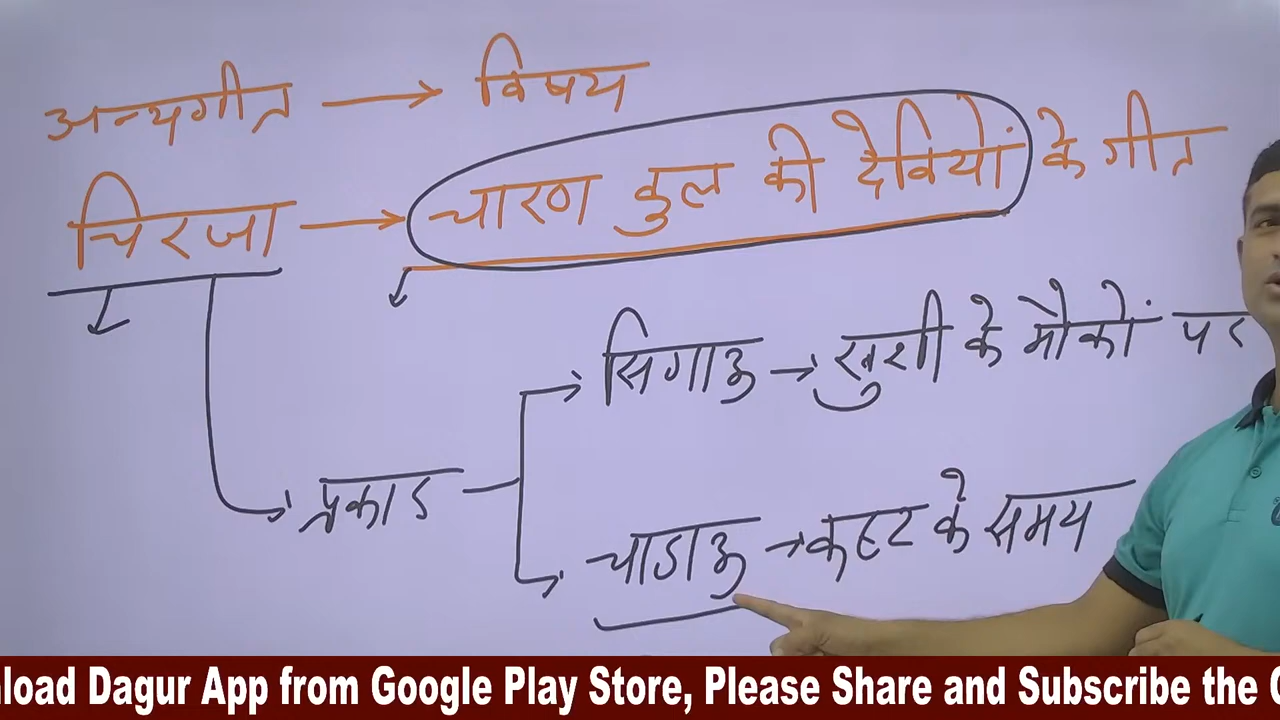 अन्यगीत → विषय
चिरजा → चारण कुल की देवियों के गीत
सिगाऊ → खुशी के मौकों पर
प्रकार
चाडाऊ → कष्ट के समय
load Dagur App from Google Play Store, Please Share and Subscribe the